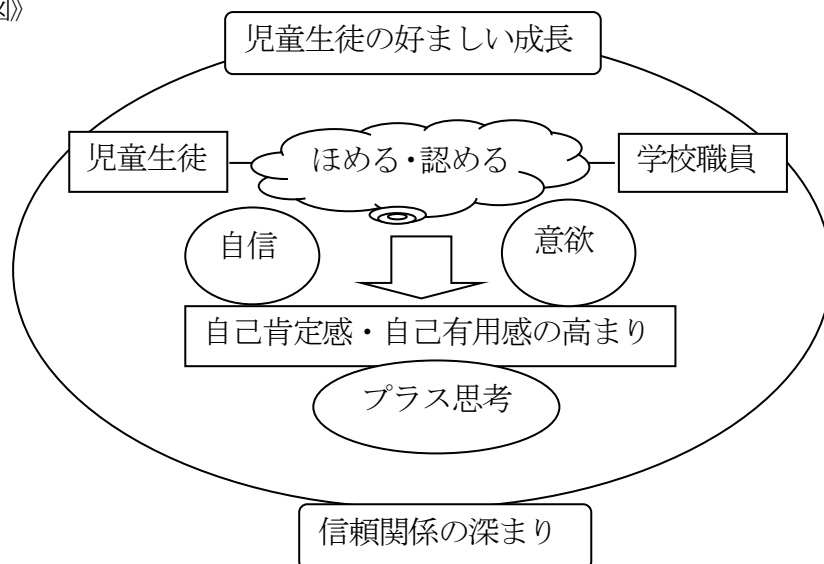 図》
児童生徒の好ましい成長
児童生徒
ほめる・認める
学校職員
自信
意欲
自己肯定感・自己有用感の高まり
プラス思考
信頼関係の深まり